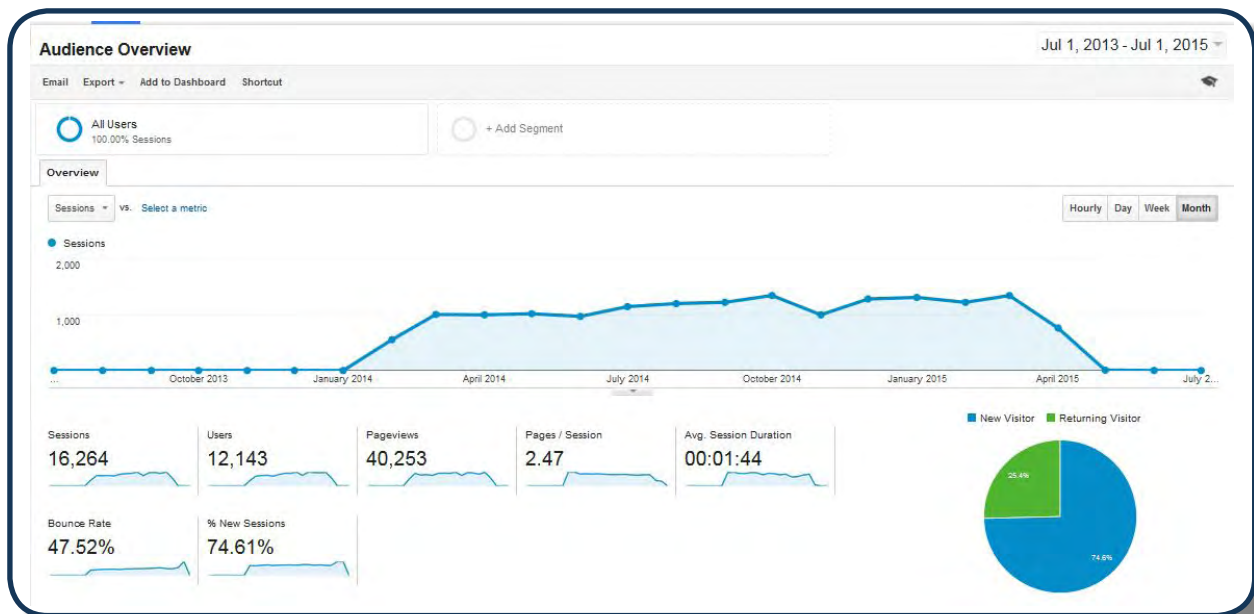 Audience Overview
Jul 1, 2013 - Jul 1, 2015
Email Export Add to Dashboard Shortcut
All Users
100.00% Sessions
+ Add Segment
Overview
Sessions vs. Select a metric
Hourly Day Week Month
Sessions
2,000
1,000
... October 2013 January 2014 April 2014 July 2014 October 2014 January 2015 April 2015 July 2...
New Visitor Returning Visitor
Sessions Users Pageviews Pages / Session Avg. Session Duration
16,264 12,143 40,253 2.47 00:01:44
25.4%
Bounce Rate % New Sessions
47.52% 74.61%
74.6%